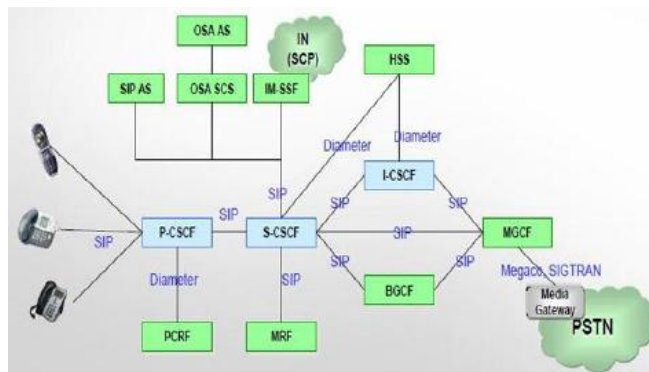 OSA AS
IN
(SCP)
HSS
SIP AS
OSA SCS
IM-SSF
Diameter
Diameter
I-CSCF
SIP
SIP
SIP
SIP
SIP
P-CSCF
S-CSCF
SIP
MGCF
Diameter
SIP
SIP
SIP
Megaco, SIGTRAN
BGCF
Media
Gateway
PCRF
MRF
PSTN